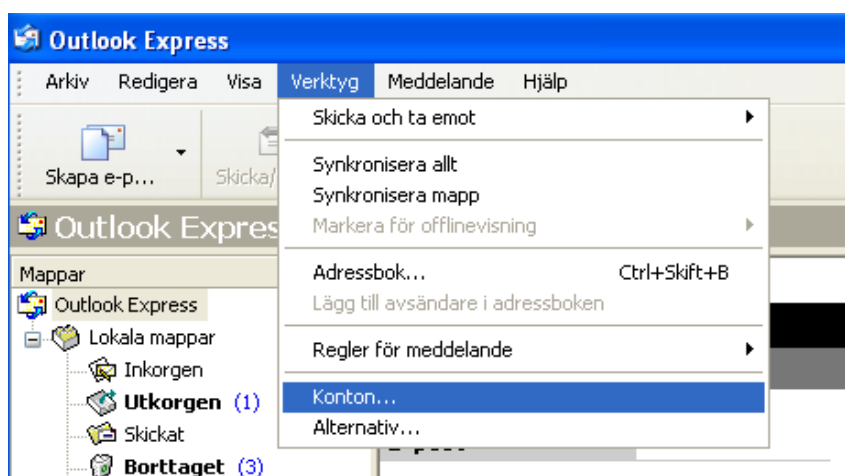 Outlook Express
Arkiv Redigera Visa Verktyg Meddelande Hjälp
Skapa e-p...
Skicka/
Outlook Expres
Skicka och ta emot
Synkronisera allt
Synkronisera mapp
Markera för offlinevisning
Adressbok... Ctrl+Skift+B
Lägg till avsändare i adressboken
Regler för meddelande
Konton...
Alternativ...
Mappar
Outlook Express
Lokala mappar
Inkorgen
Utkorgen (1)
Skickat
Borttaget (3)